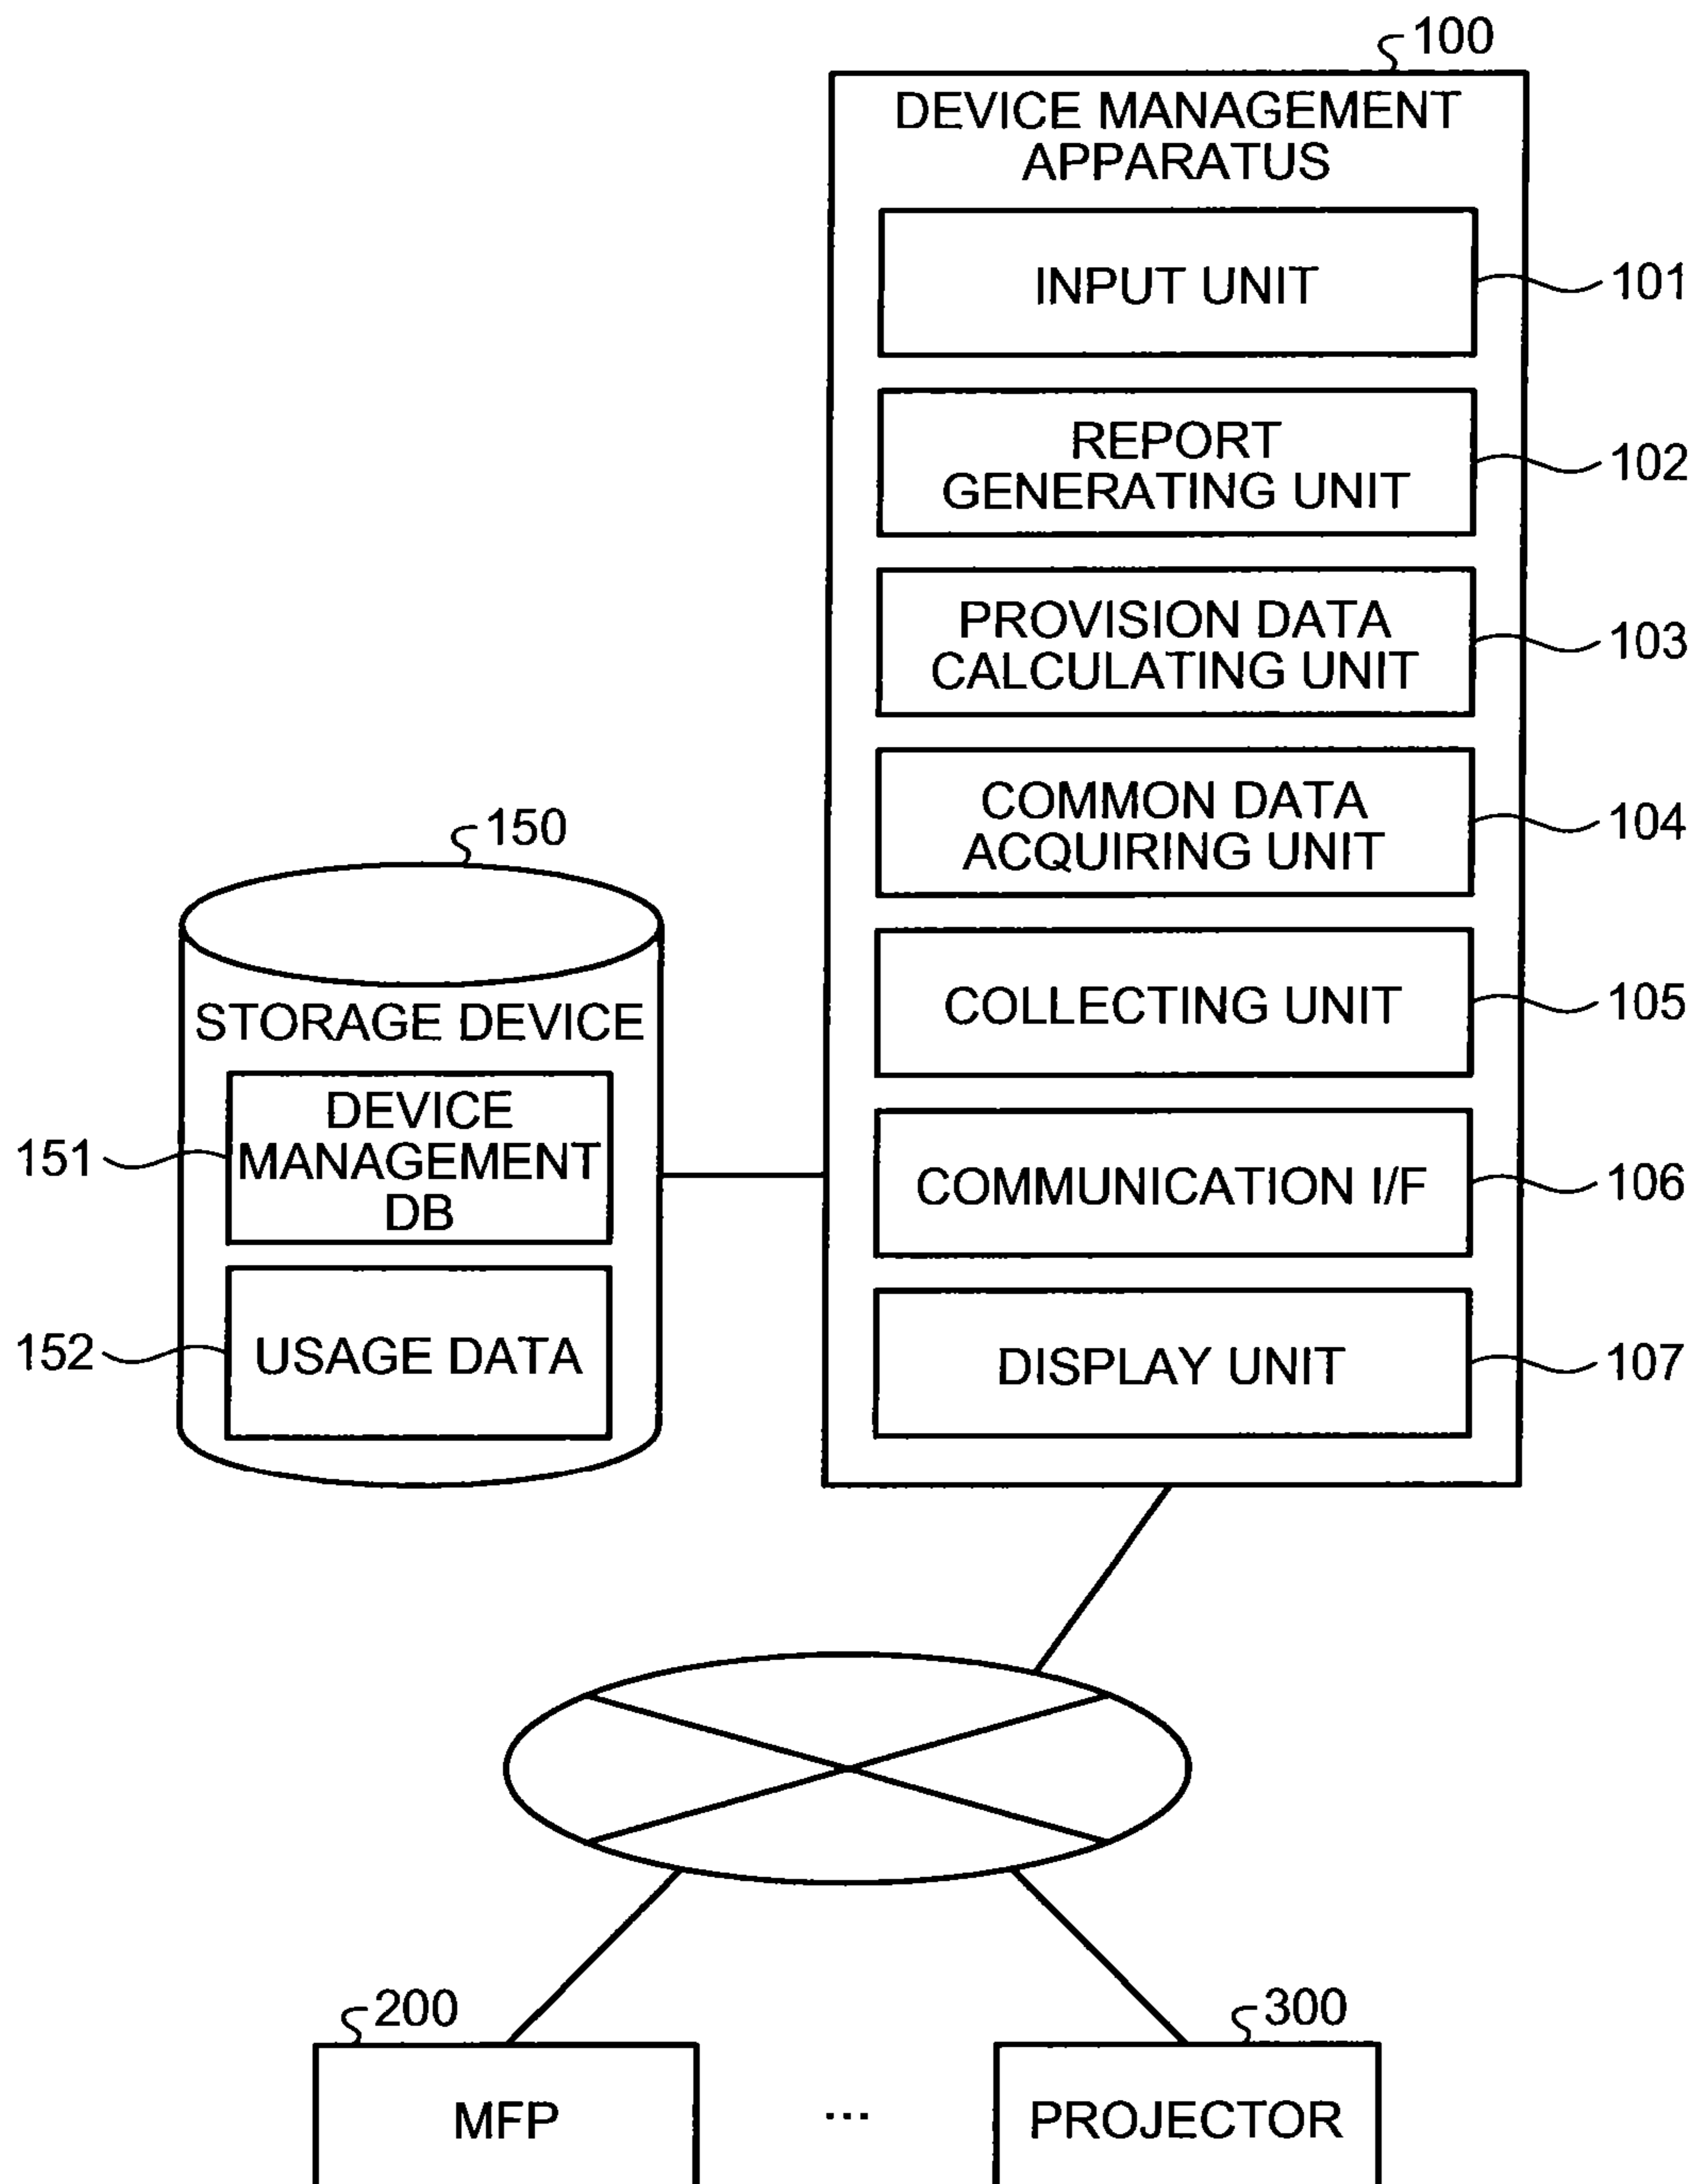 100
DEVICE MANAGEMENT
APPARATUS
INPUT UNIT
101
REPORT
GENERATING UNIT
102
PROVISION DATA
CALCULATING UNIT
103
COMMON DATA
ACQUIRING UNIT
104
COLLECTING UNIT
105
COMMUNICATION I/F
106
DISPLAY UNIT
107
150
STORAGE DEVICE
DEVICE
MANAGEMENT
DB
151
USAGE DATA
152
200
MFP
...
300
PROJECTOR